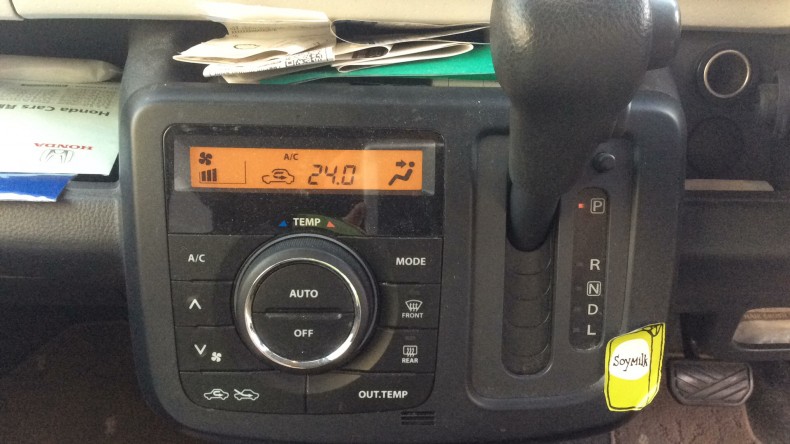 Honda Cars
HONDA
A/C
24.0
TEMP
A/C
MODE
AUTO
OFF
FRONT
REAR
OUT.TEMP
P
R
N
D
L
SoyMilk